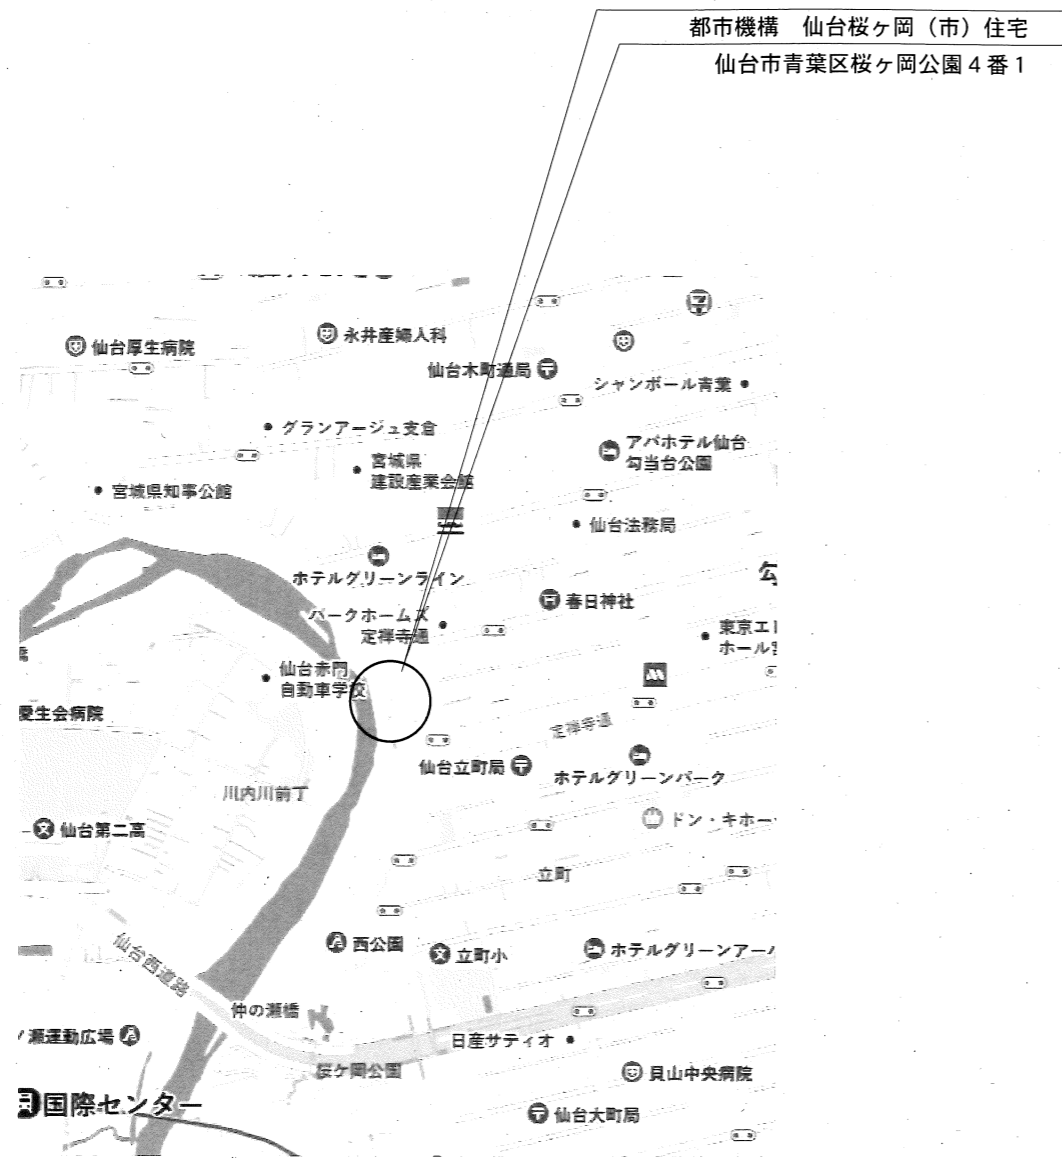 都市機構　仙台桜ヶ岡（市）住宅
仙台市青葉区桜ヶ岡公園４番１
仙台厚生病院
永井産婦人科
仙台木町通局
シャンボール青葉
グランアージュ支倉
アパホテル仙台
勾当台公園
宮城県
建設産業会館
宮城県知事公館
仙台法務局
ホテルグリーンライン
勾
春日神社
パークホームズ
定禅寺通
東京エレ
ホール宮
橋
仙台赤門
自動車学校
愛生会病院
定禅寺通
仙台立町局
ホテルグリーンパーク
川内川前丁
ドン・キホー
仙台第二高
立町
西公園
立町小
ホテルグリーンアー
仙台西道路
仲の瀬橋
瀬運動広場
日産サティオ
桜ケ岡公園
貝山中央病院
国際センター
仙台大町局